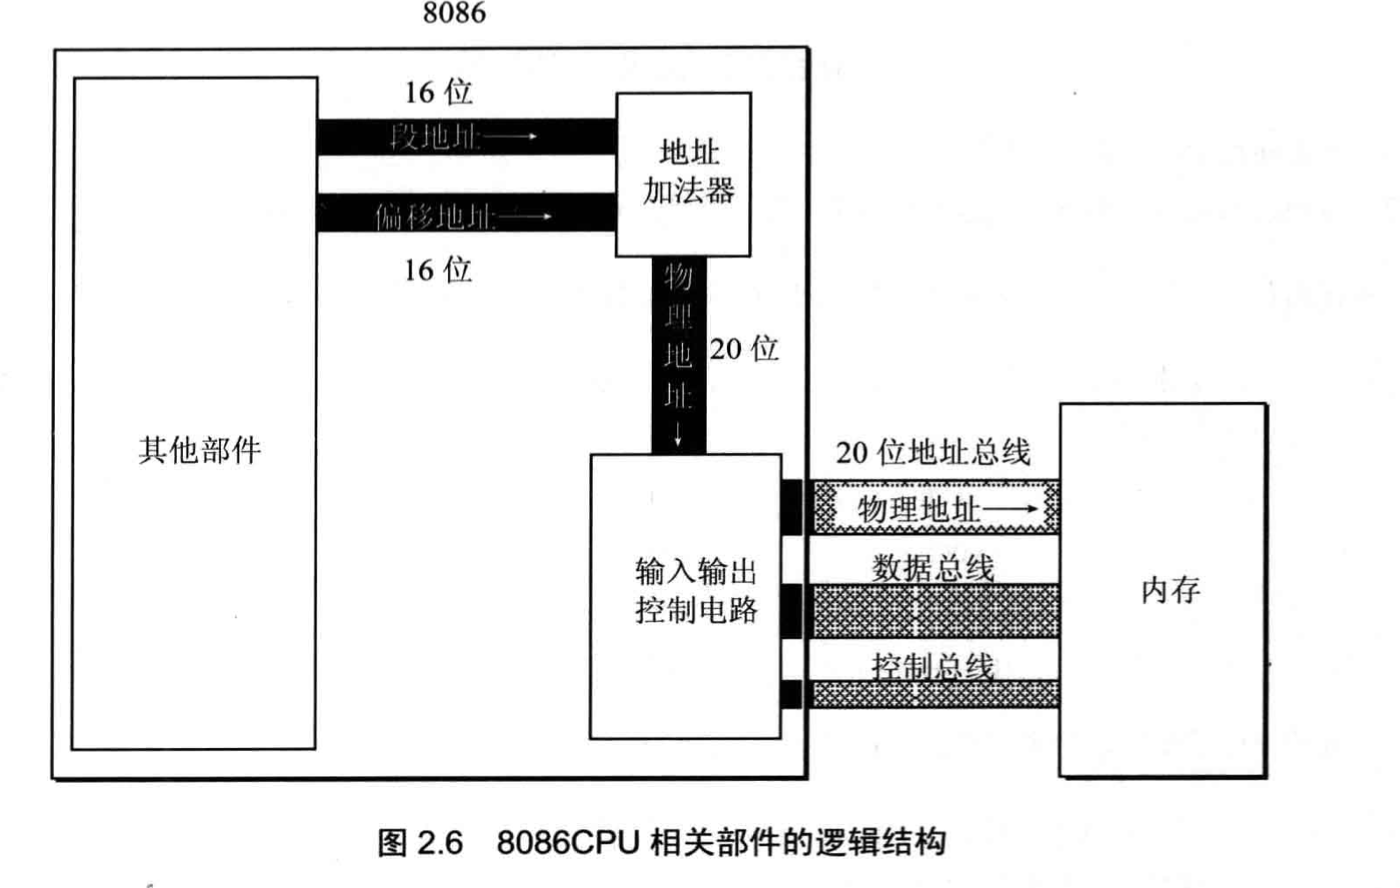 8086
16 位
段地址
偏移地址
16 位
地址
加法器
物
理
地
址
20 位
其他部件
输入输出
控制电路
20 位地址总线
物理地址
数据总线
控制总线
内存
图 2.6 8086CPU 相关部件的逻辑结构